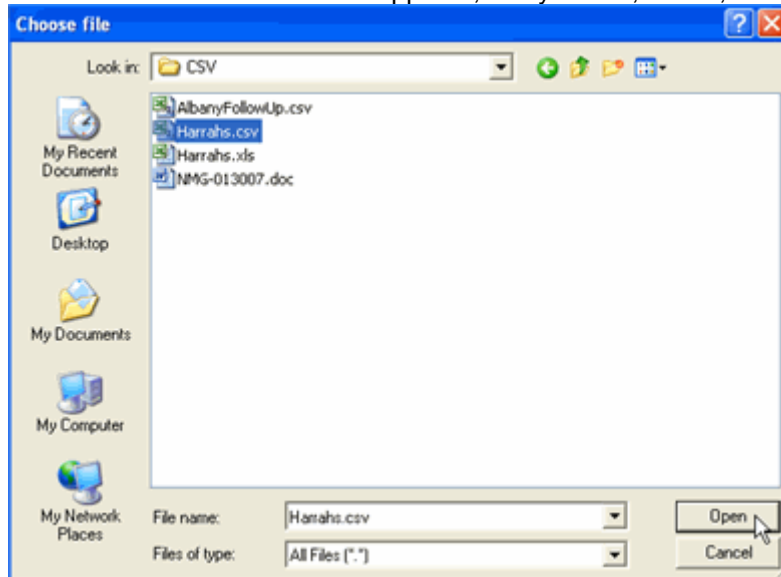 Choose file
Look in: CSV
AlbanyFollowUp.csv
Harrahs.csv
Harrahs.xls
NMG-013007.doc
My Recent
Documents
Desktop
My Documents
My Computer
My Network
Places
File name: Harrahs.csv Open
Files of type: All Files (*.*) Cancel